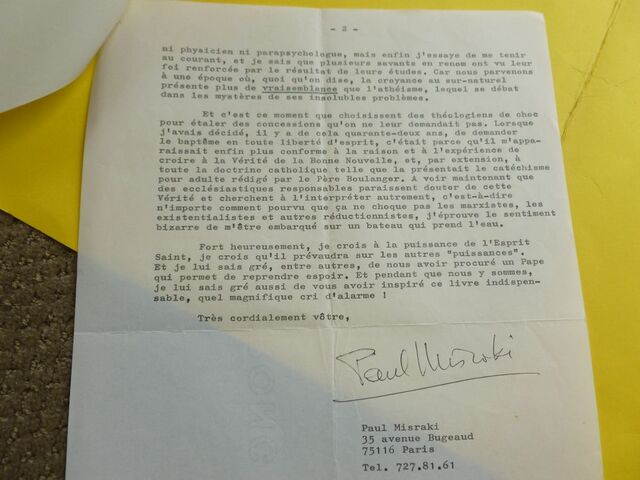 - 2 -
ni physicien ni parapsychologue, mais enfin j'essaye de me tenir
au courant, et je sais que plusieurs savants en renom ont vu leur
foi renforcée par le résultat de leurs études. Car nous parvenons
à une époque où, quoi qu'on dise, la croyance au sur-naturel
présente plus de vraisemblance que l'athéisme, lequel se débat
dans les mystères de ses insolubles problèmes.
Et c'est ce moment que choisissent des théologiens de choc
pour étaler des concessions qu'on ne leur demandait pas. Lorsque
j'avais décidé, il y a de cela quarante-deux ans, de demander
le baptême en toute liberté d'esprit, c'était parce qu'il m'appa-
raissait enfin plus conforme à la raison et à l'expérience de
croire à la Vérité de la Bonne Nouvelle, et, par extension, à
toute la doctrine catholique telle que la présentait le catéchisme
pour adulte rédigé par le Père Boulanger. A voir maintenant que
des ecclésiastiques responsables paraissent douter de cette
Vérité et cherchent à l'interpréter autrement, c'est-à-dire
n'importe comment pourvu que ça ne choque pas les marxistes, les
existentialistes et autres réductionnistes, j'éprouve le sentiment
bizarre de m'être embarqué sur un bateau qui prend l'eau.
Fort heureusement, je crois à la puissance de l'Esprit
Saint, je crois qu'il prévaudra sur les autres "puissances".
Et je lui sais gré, entre autres, de nous avoir procuré un Pape
qui permet de reprendre espoir. Et pendant que nous y sommes,
je lui sais gré aussi de vous avoir inspiré ce livre indispen-
sable, quel magnifique cri d'alarme !
Très cordialement vôtre,
Paul Misraki
Paul Misraki
35 avenue Bugeaud
75116 Paris
Tel. 727.81.61